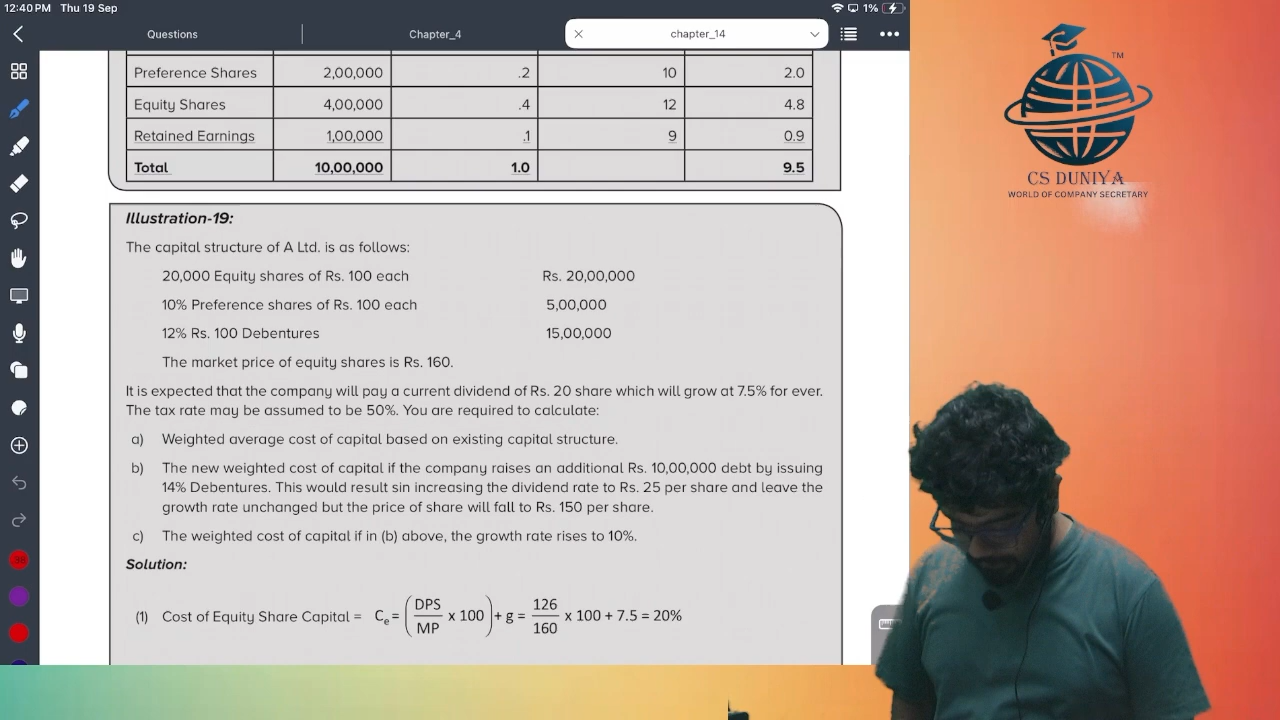 12:40 PM Thu 19 Sep 1%
Questions Chapter_4 chapter_14
Preference Shares 2,00,000 .2 10 2.0
Equity Shares 4,00,000 .4 12 4.8
Retained Earnings 1,00,000 .1 9 0.9
Total 10,00,000 1.0 9.5
Illustration-19:
The capital structure of A Ltd. is as follows:
20,000 Equity shares of Rs. 100 each Rs. 20,00,000
10% Preference shares of Rs. 100 each 5,00,000
12% Rs. 100 Debentures 15,00,000
The market price of equity shares is Rs. 160.
It is expected that the company will pay a current dividend of Rs. 20 share which will grow at 7.5% for ever.
The tax rate may be assumed to be 50%. You are required to calculate:
a) Weighted average cost of capital based on existing capital structure.
b) The new weighted cost of capital if the company raises an additional Rs. 10,00,000 debt by issuing
14% Debentures. This would result sin increasing the dividend rate to Rs. 25 per share and leave the
growth rate unchanged but the price of share will fall to Rs. 150 per share.
c) The weighted cost of capital if in (b) above, the growth rate rises to 10%.
Solution:
(1) Cost of Equity Share Capital = Ce = (DPS/MP x 100) + g = 126/160 x 100 + 7.5 = 20%
TM
CS DUNIYA
WORLD OF COMPANY SECRETARY